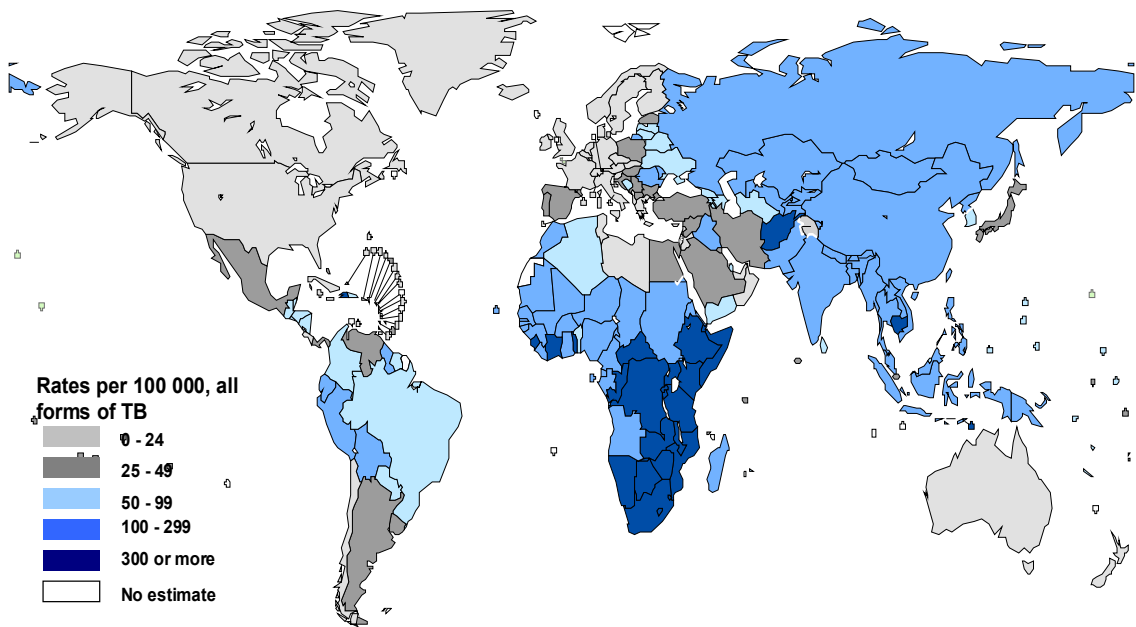 Rates per 100 000, all
forms of TB
0 - 24
25 - 49
50 - 99
100 - 299
300 or more
No estimate